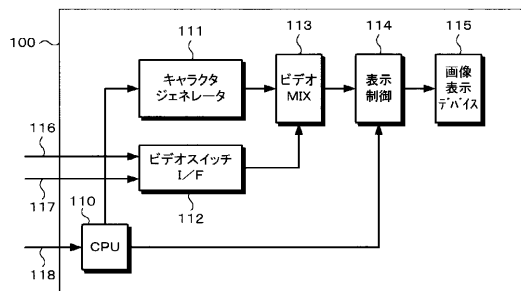 100
111
キャラクタ
ジェネレータ
113
ビデオ
MIX
114
表示
制御
115
画像
表示
デバイス
116
117
ビデオスイッチ
I/F
112
110
CPU
118